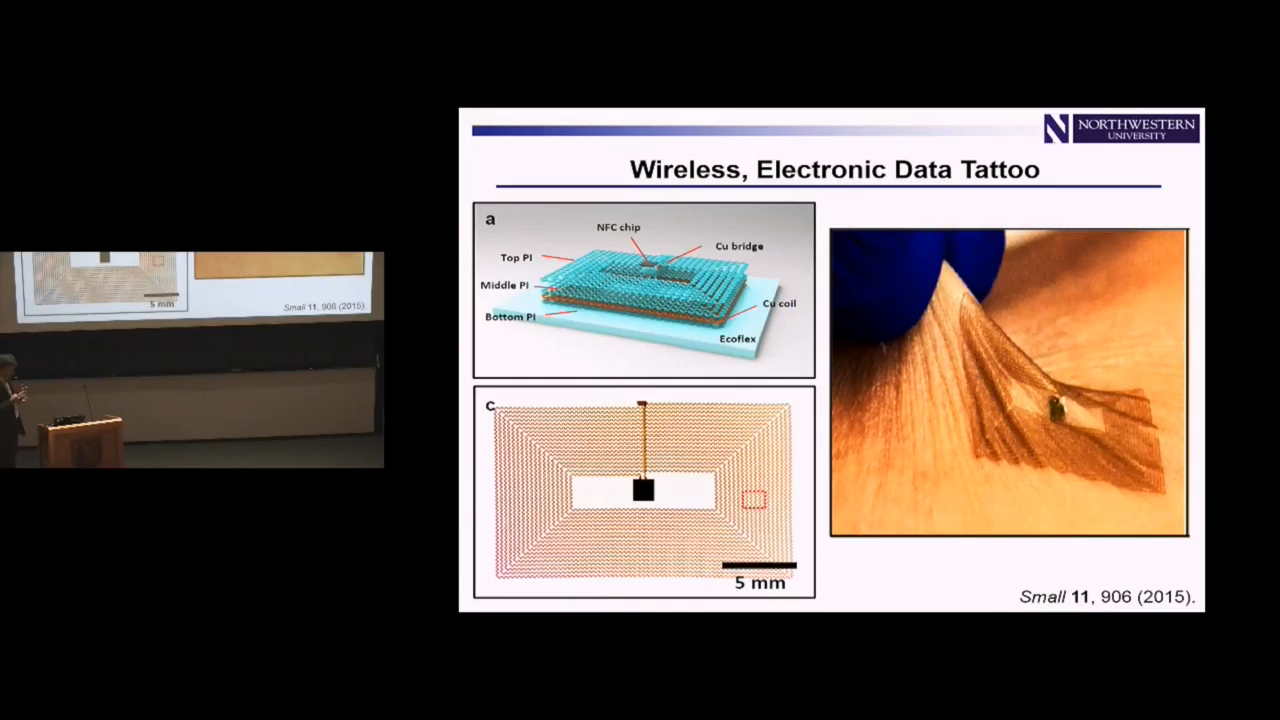 NORTHWESTERN
UNIVERSITY
Wireless, Electronic Data Tattoo
a
NFC chip
Cu bridge
Top PI
Middle PI
Cu coil
Bottom PI
Ecoflex
c
5 mm
Small 11, 906 (2015).
5 mm
Small 11, 906 (2015).